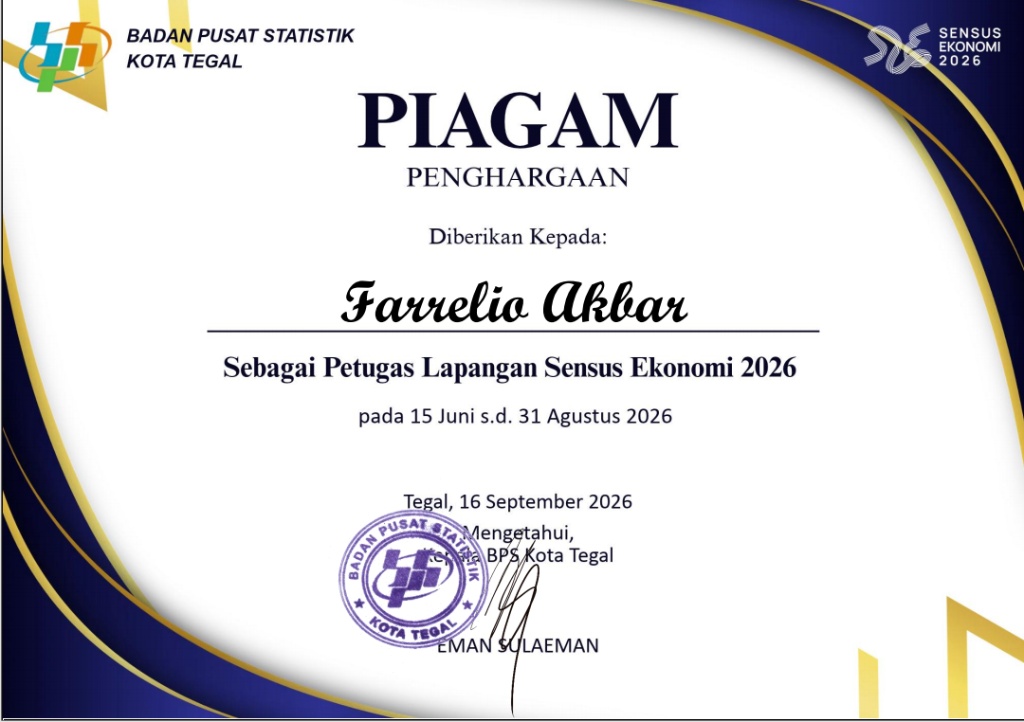 BADAN PUSAT STATISTIK
KOTA TEGAL
SENSUS
EKONOMI
2026
PIAGAM
PENGHARGAAN
Diberikan Kepada:
Farrelio Akbar
Sebagai Petugas Lapangan Sensus Ekonomi 2026
pada 15 Juni s.d. 31 Agustus 2026
Tegal, 16 September 2026
Mengetahui,
Kepala BPS Kota Tegal
BADAN PUSAT STATISTIK
KOTA TEGAL
EMAN SULAEMAN